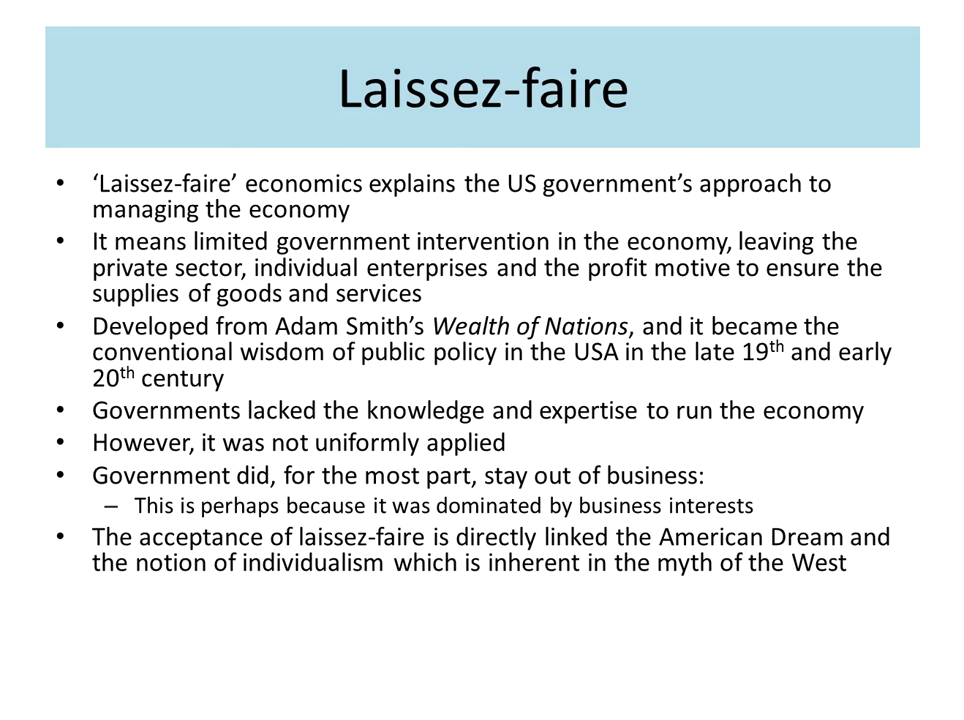 Laissez-faire
• ‘Laissez-faire’ economics explains the US government’s approach to
managing the economy
• It means limited government intervention in the economy, leaving the
private sector, individual enterprises and the profit motive to ensure the
supplies of goods and services
• Developed from Adam Smith’s Wealth of Nations, and it became the
conventional wisdom of public policy in the USA in the late 19th and early
20th century
• Governments lacked the knowledge and expertise to run the economy
• However, it was not uniformly applied
• Government did, for the most part, stay out of business:
– This is perhaps because it was dominated by business interests
• The acceptance of laissez-faire is directly linked the American Dream and
the notion of individualism which is inherent in the myth of the West